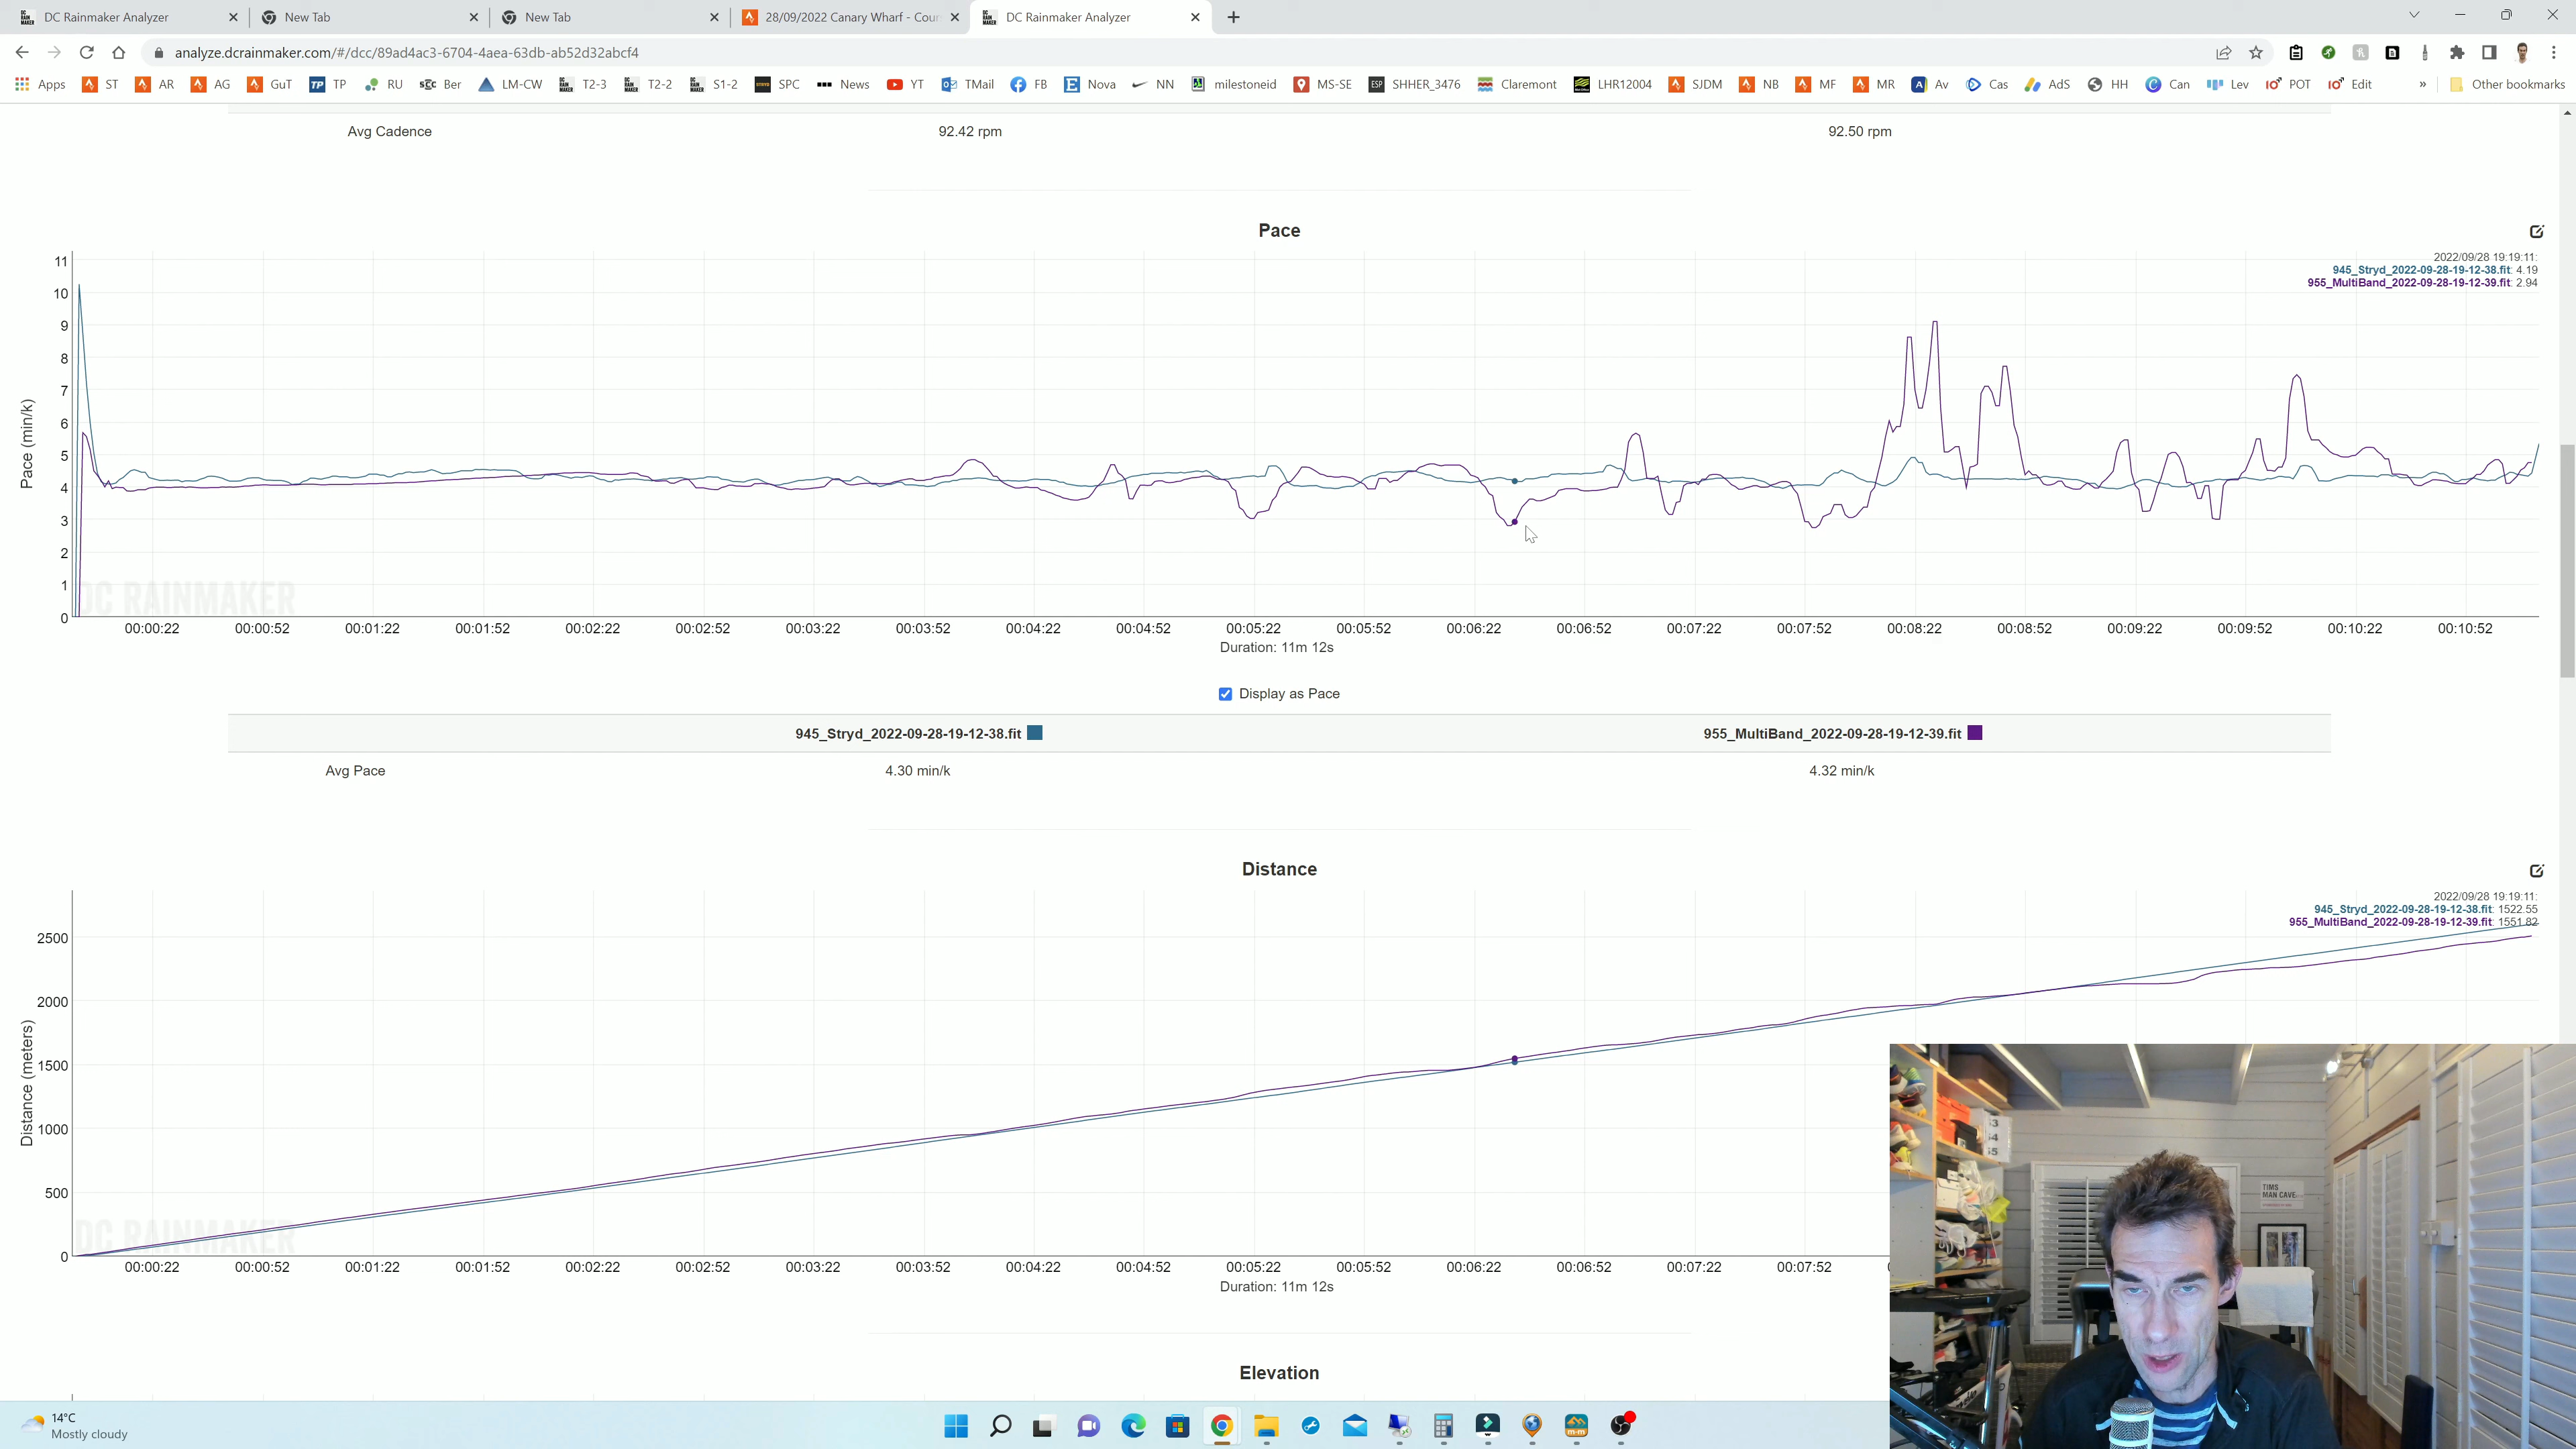 DC Rainmaker Analyzer
New Tab
New Tab
28/09/2022 Canary Wharf - Cour
DC Rainmaker Analyzer
analyze.dcrainmaker.com/#/dcc/89ad4ac3-6704-4aea-63db-ab52d32abcf4
Apps ST AR AG GuT TP RU Ber LM-CW T2-3 T2-2 S1-2 SPC News YT TMail FB Nova NN milestoneid MS-SE SHHER_3476 Claremont LHR12004 SJDM NB MF MR Av Cas AdS HH Can Lev POT Edit » Other bookmarks
Avg Cadence 92.42 rpm 92.50 rpm
Pace
2022/09/28 19:19:11:
945_Stryd_2022-09-28-19-12-38.fit: 4.19
955_MultiBand_2022-09-28-19-12-39.fit: 2.94
Pace (min/k)
11
10
9
8
7
6
5
4
3
2
1
0
DC RAINMAKER
00:00:22 00:00:52 00:01:22 00:01:52 00:02:22 00:02:52 00:03:22 00:03:52 00:04:22 00:04:52 00:05:22 00:05:52 00:06:22 00:06:52 00:07:22 00:07:52 00:08:22 00:08:52 00:09:22 00:09:52 00:10:22 00:10:52
Duration: 11m 12s
Display as Pace
945_Stryd_2022-09-28-19-12-38.fit 955_MultiBand_2022-09-28-19-12-39.fit
Avg Pace 4.30 min/k 4.32 min/k
Distance
2022/09/28 19:19:11:
945_Stryd_2022-09-28-19-12-38.fit: 1522.55
955_MultiBand_2022-09-28-19-12-39.fit: 1551.82
Distance (meters)
2500
2000
1500
1000
500
0
DC RAINMAKER
00:00:22 00:00:52 00:01:22 00:01:52 00:02:22 00:02:52 00:03:22 00:03:52 00:04:22 00:04:52 00:05:22 00:05:52 00:06:22 00:06:52 00:07:22 00:07:52
Duration: 11m 12s
Elevation
TIMS
MAN CAVE
14°C
Mostly cloudy